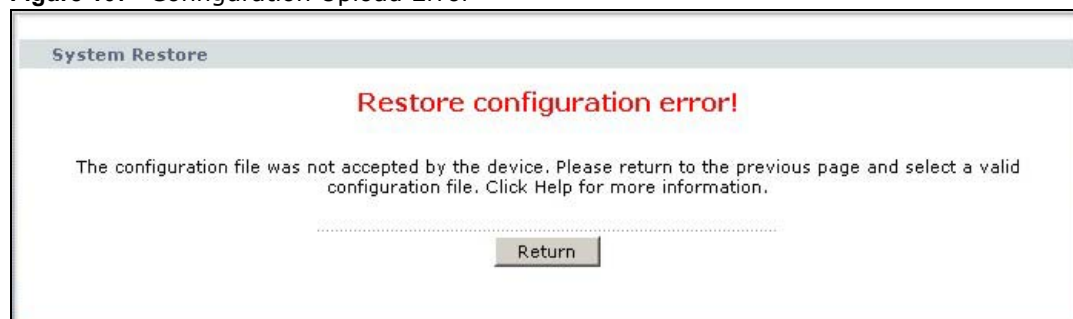 Configuration Upload Error
System Restore
Restore configuration error!
The configuration file was not accepted by the device. Please return to the previous page and select a valid
configuration file. Click Help for more information.
Return